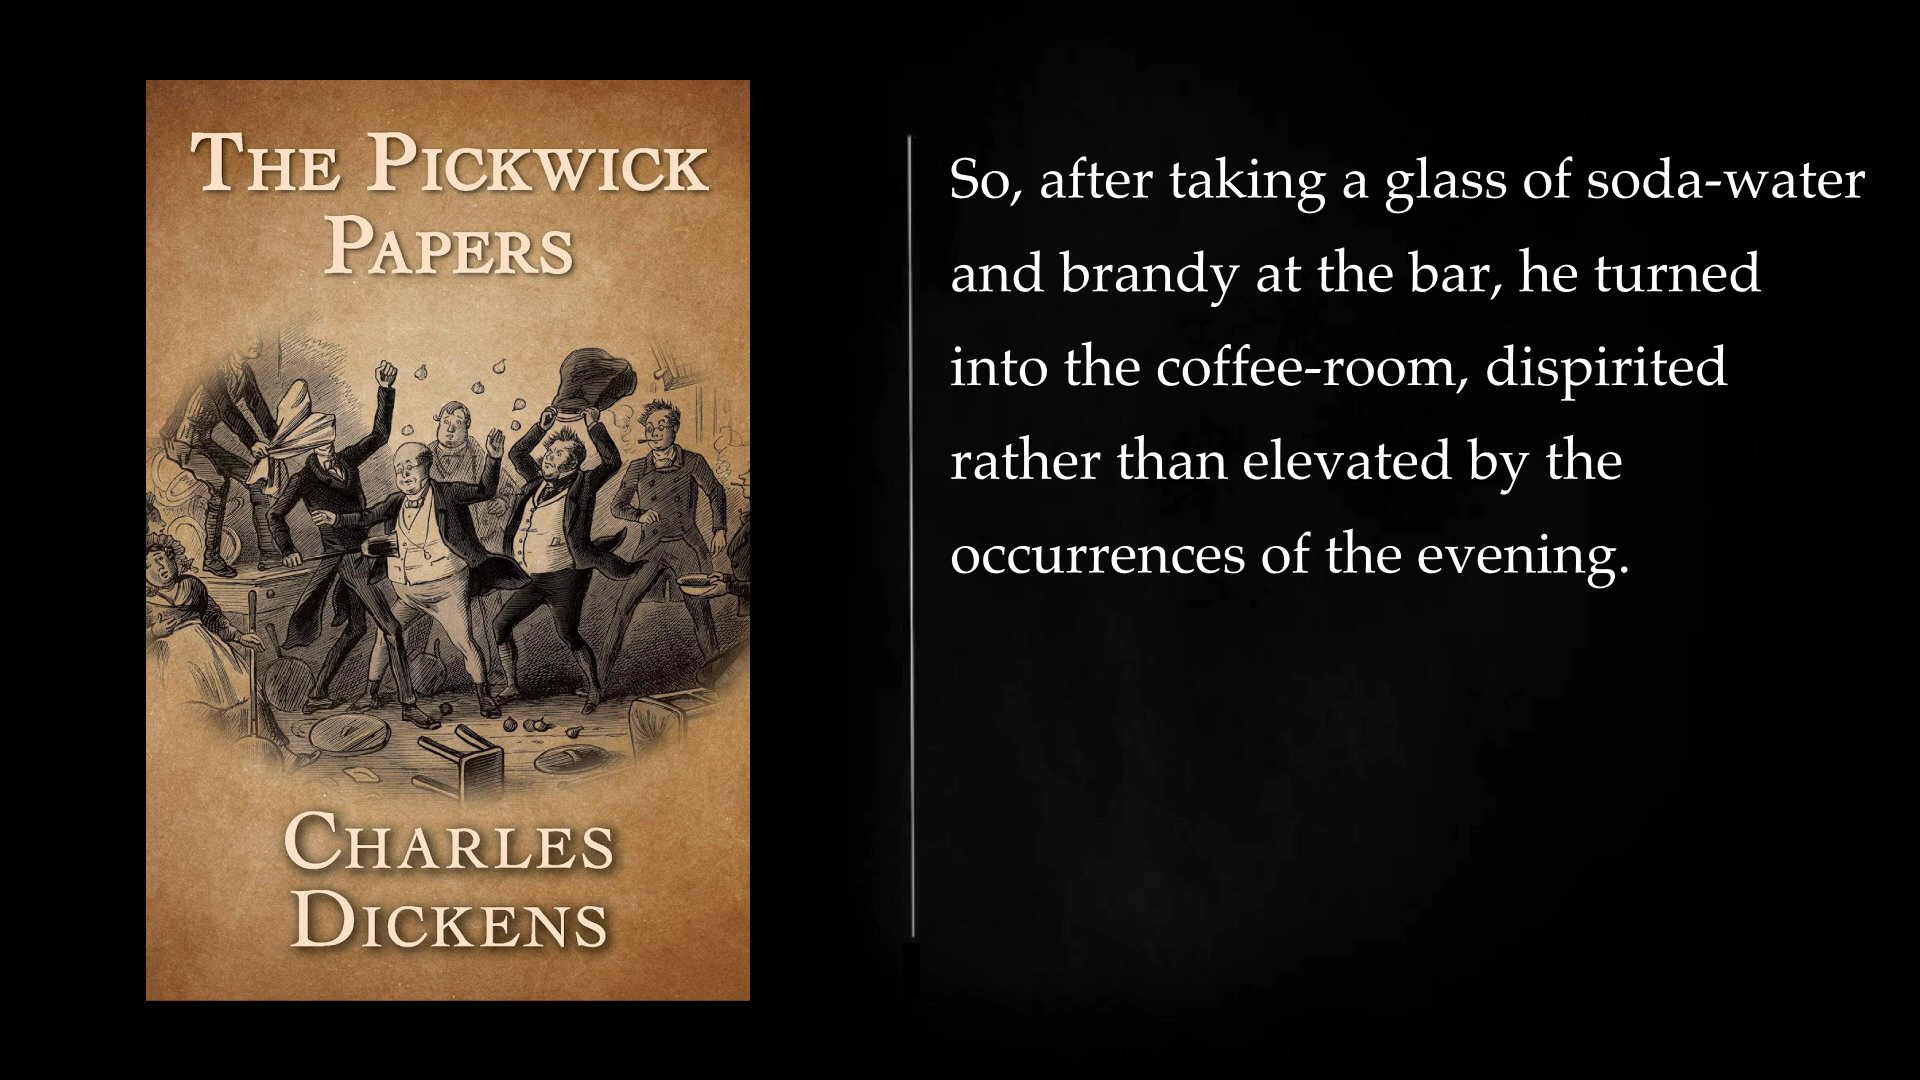 The Pickwick
Papers
Charles
Dickens
So, after taking a glass of soda-water
and brandy at the bar, he turned
into the coffee-room, dispirited
rather than elevated by the
occurrences of the evening.